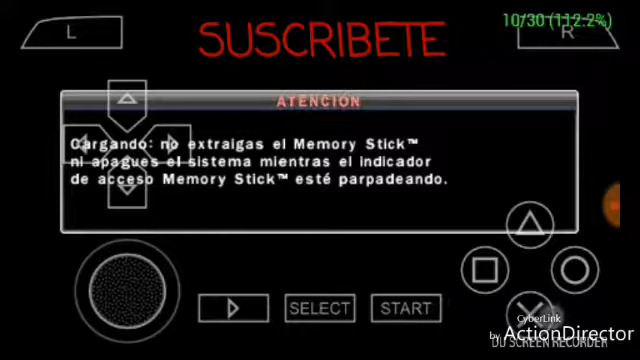 10/30 (112.2%)
L
SUSCRIBETE
R
ATENCIÓN
Cargando: no extraigas el Memory Stick™
ni apagues el sistema mientras el indicador
de acceso Memory Stick™ esté parpadeando.
SELECT
START
CyberLink
by ActionDirector
DU SCREEN RECORDER